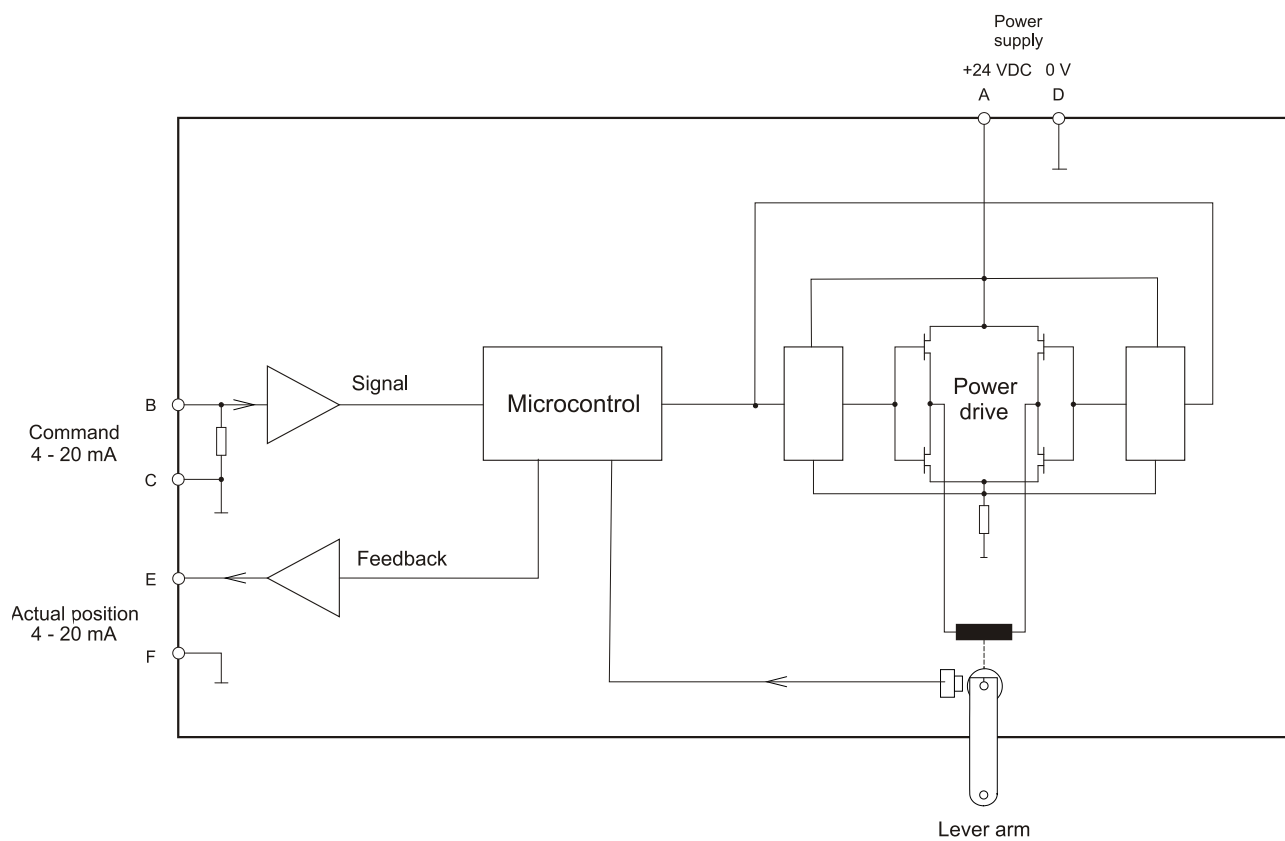 Power
supply
+24 VDC 0 V
A D
Signal
Microcontrol
Power
drive
B
Command
4 - 20 mA
C
Feedback
E
Actual position
4 - 20 mA
F
Lever arm